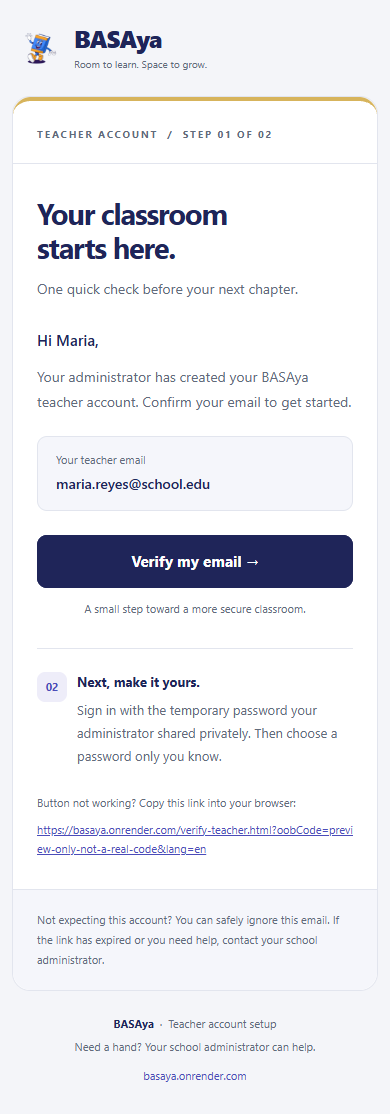 BASAya
Room to learn. Space to grow.
TEACHER ACCOUNT / STEP 01 OF 02
Your classroom
starts here.
One quick check before your next chapter.
Hi Maria,
Your administrator has created your BASAya
teacher account. Confirm your email to get started.
Your teacher email
maria.reyes@school.edu
Verify my email →
A small step toward a more secure classroom.
02
Next, make it yours.
Sign in with the temporary password your
administrator shared privately. Then choose a
password only you know.
Button not working? Copy this link into your browser:
https://basaya.onrender.com/verify-teacher.html?oobCode=previ
ew-only-not-a-real-code&lang=en
Not expecting this account? You can safely ignore this email. If
the link has expired or you need help, contact your school
administrator.
BASAya · Teacher account setup
Need a hand? Your school administrator can help.
basaya.onrender.com